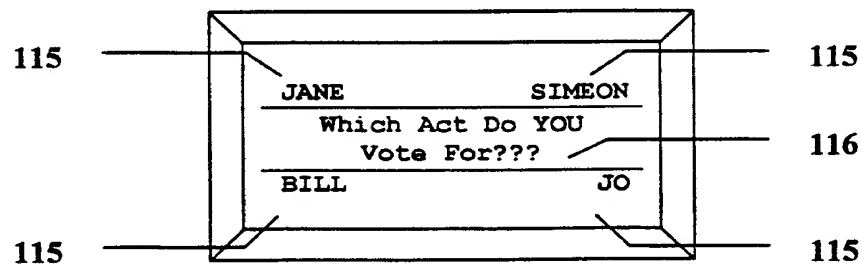 115 JANE SIMEON 115
Which Act Do YOU
Vote For??? 116
BILL JO
115 115